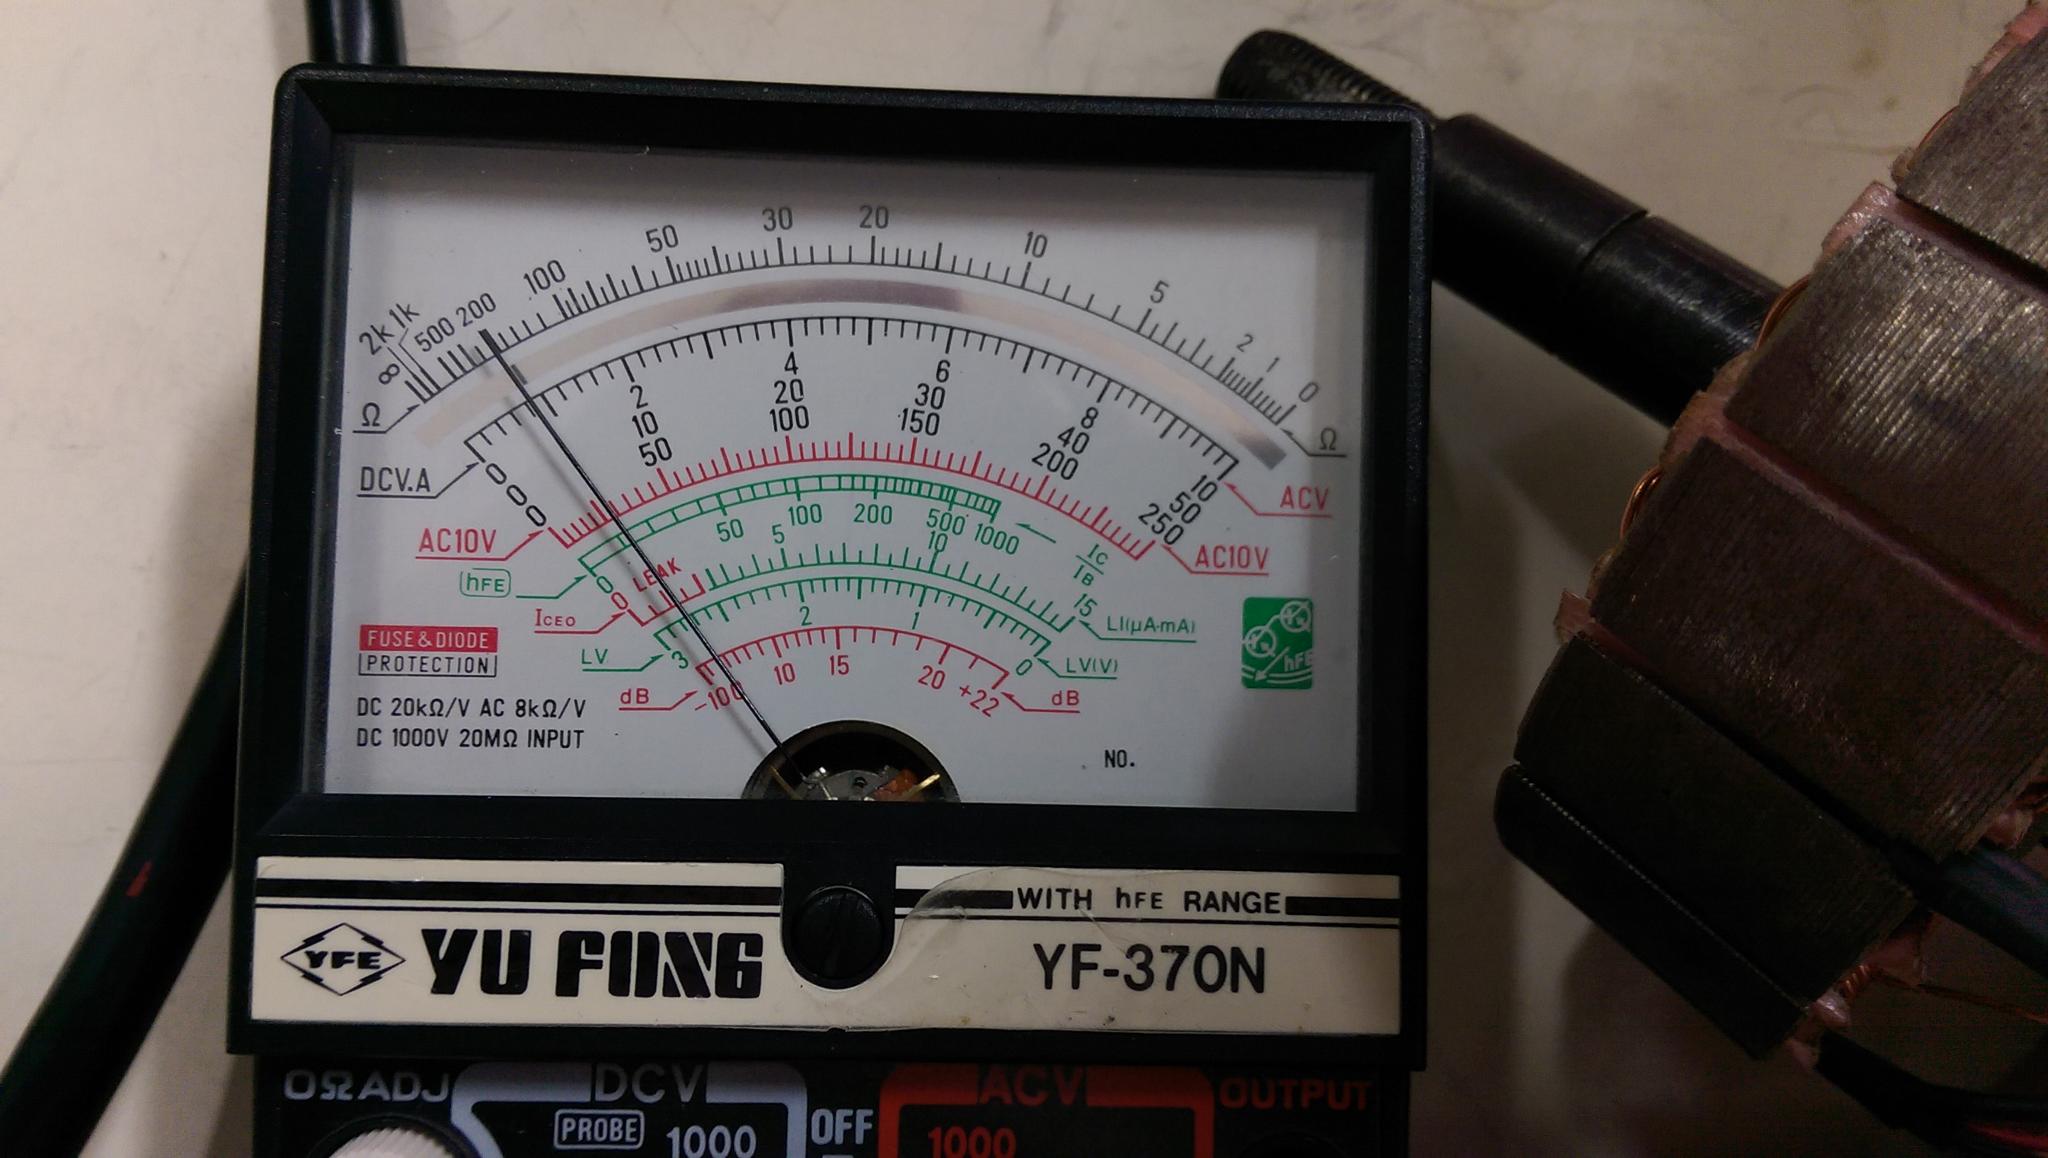 30 20
50 10
100 5
2k 1k 500 200 2 1 0
∞
Ω Ω
DCV.A 0 2 4 6 8 10 ACV
0 10 20 30 40 50
0 50 100 150 200 250
AC10V AC10V
hFE 0 50 100 200 500 1000 IC/IB
ICEO 0 LEAK 5 10 15 LI(μA·mA)
LV 3 2 1 0 LV(V)
dB -100 10 15 20 +22 dB
FUSE&DIODE
PROTECTION
hFE
DC 20kΩ/V AC 8kΩ/V
DC 1000V 20MΩ INPUT
NO.
WITH hFE RANGE
YFE YU FONG YF-370N
0Ω ADJ DCV OFF ACV OUTPUT
PROBE 1000 1000